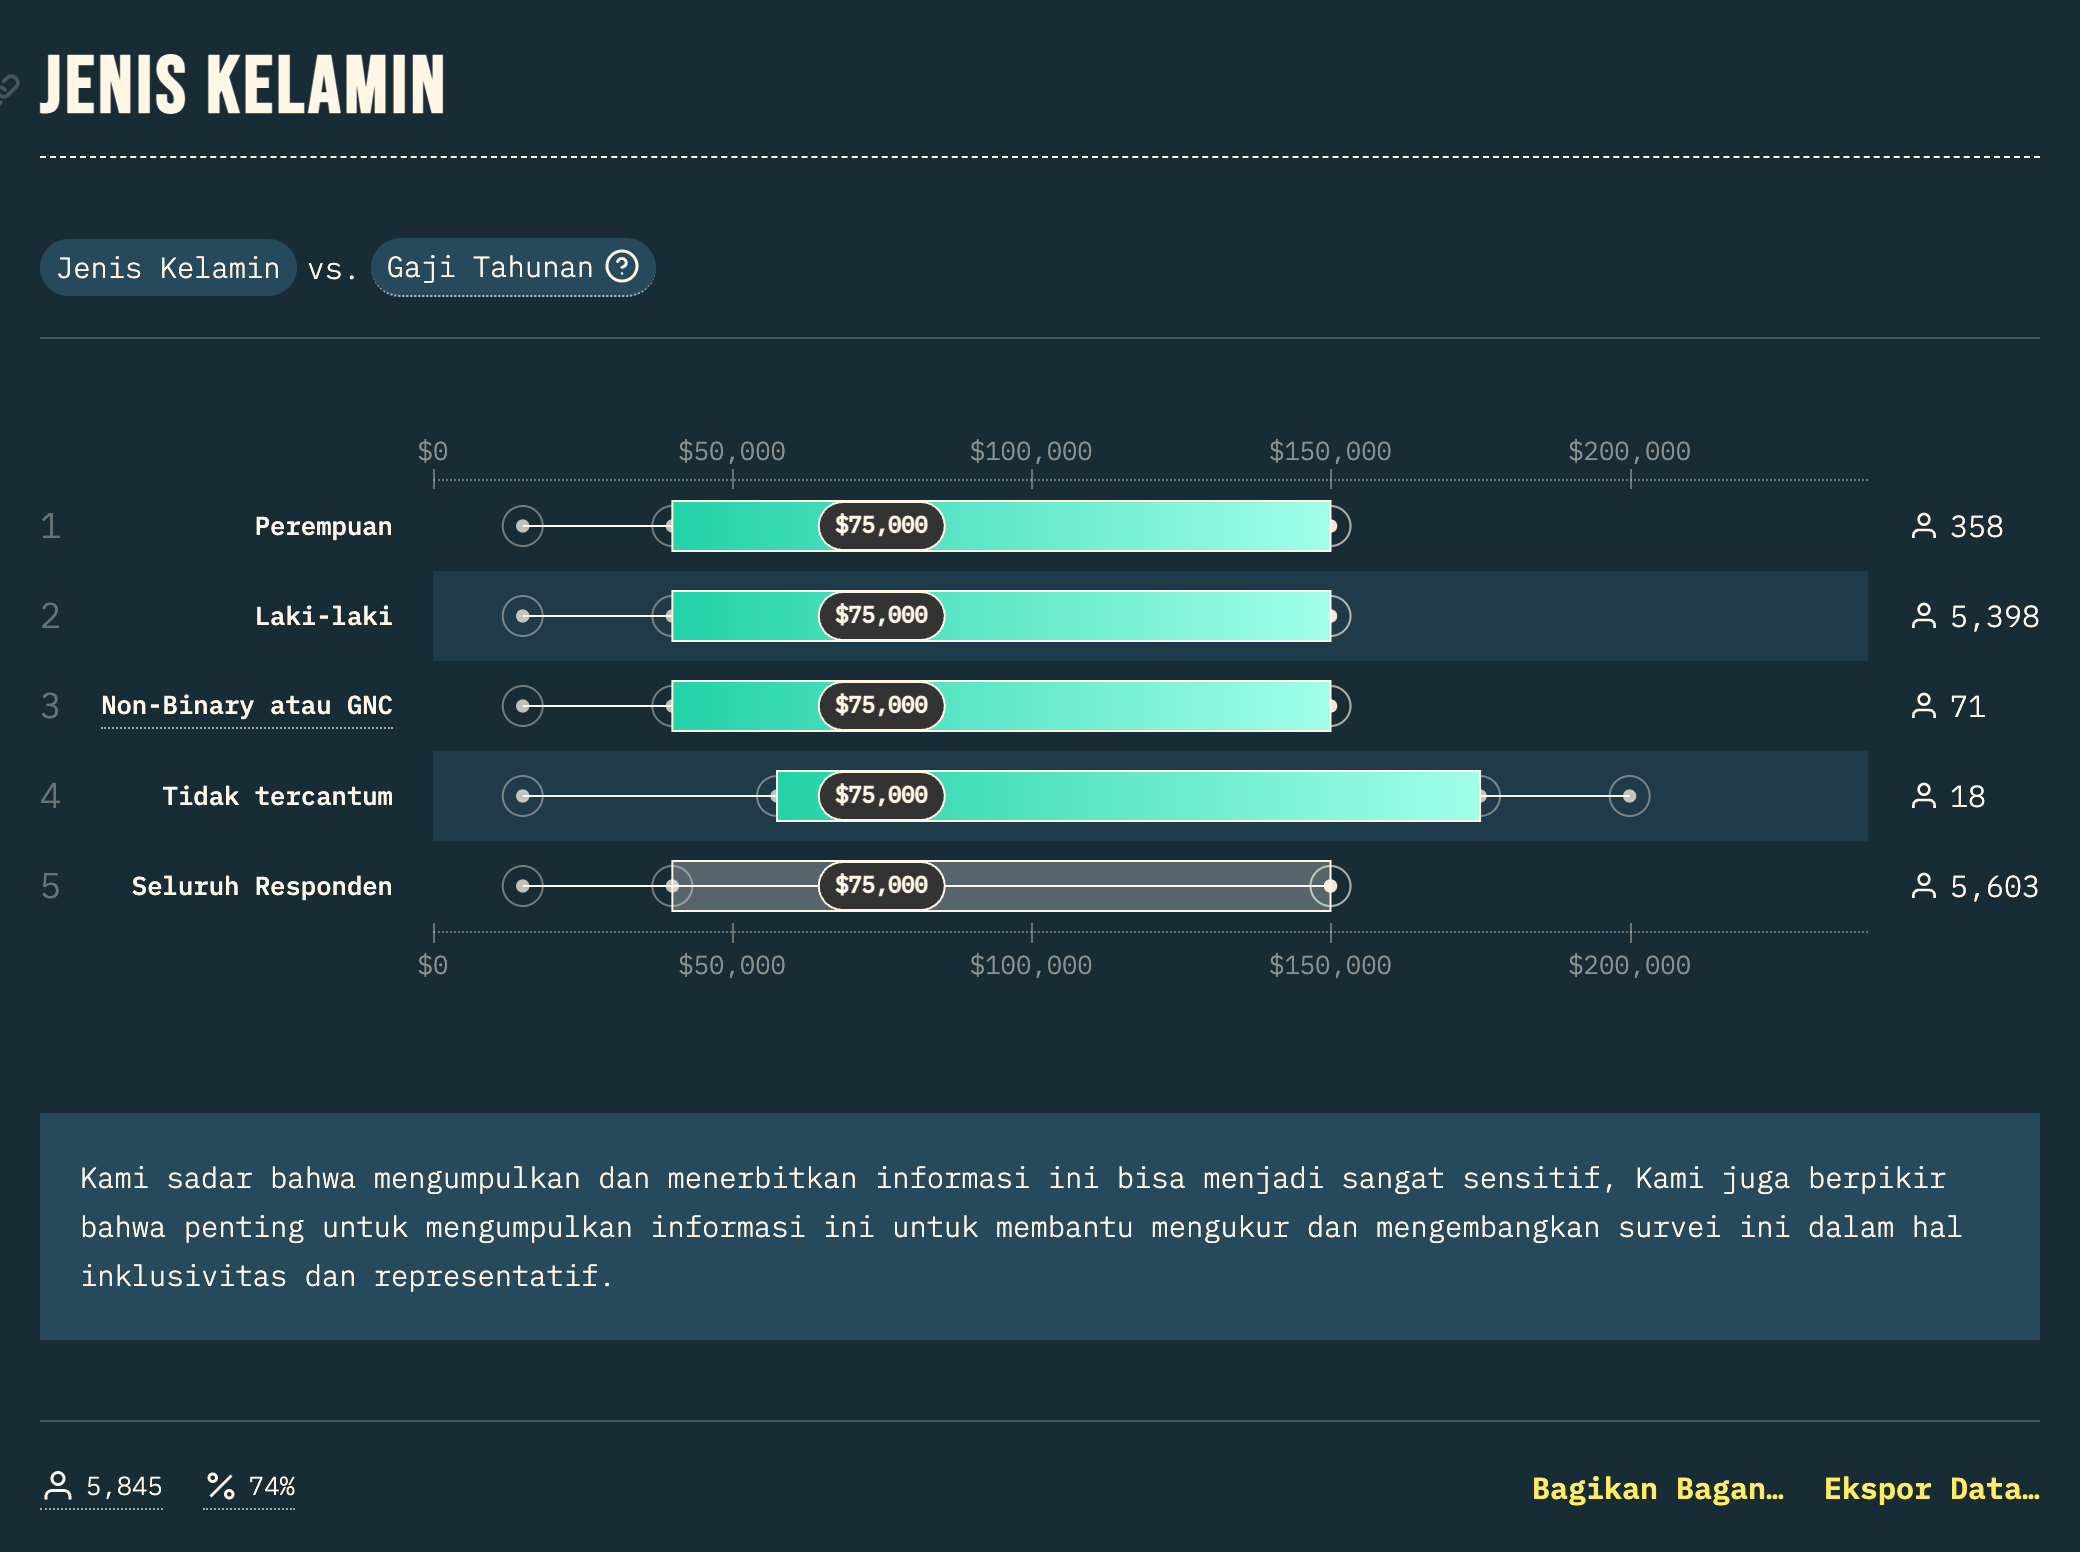 JENIS KELAMIN
Jenis Kelamin vs. Gaji Tahunan
$0 $50,000 $100,000 $150,000 $200,000
1 Perempuan $75,000 358
2 Laki-laki $75,000 5,398
3 Non-Binary atau GNC $75,000 71
4 Tidak tercantum $75,000 18
5 Seluruh Responden $75,000 5,603
$0 $50,000 $100,000 $150,000 $200,000
Kami sadar bahwa mengumpulkan dan menerbitkan informasi ini bisa menjadi sangat sensitif, Kami juga berpikir
bahwa penting untuk mengumpulkan informasi ini untuk membantu mengukur dan mengembangkan survei ini dalam hal
inklusivitas dan representatif.
5,845 74% Bagikan Bagan… Ekspor Data…